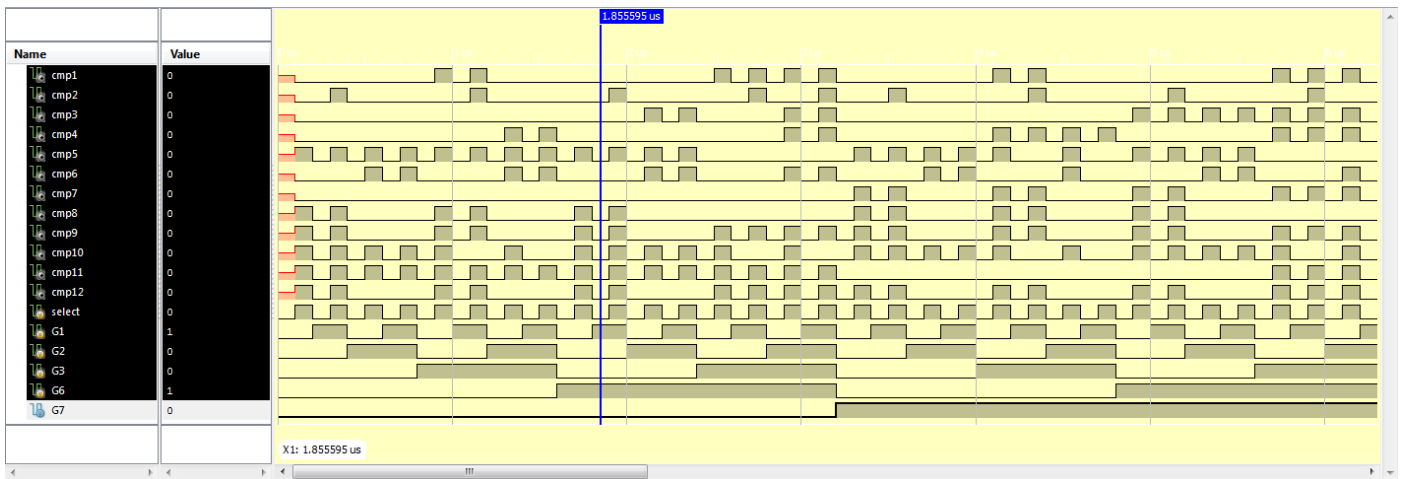 1.855595 us
Name Value
cmp1 0
cmp2 0
cmp3 0
cmp4 0
cmp5 0
cmp6 0
cmp7 0
cmp8 0
cmp9 0
cmp10 0
cmp11 0
cmp12 0
select 0
G1 1
G2 0
G3 0
G6 1
G7 0
X1: 1.855595 us